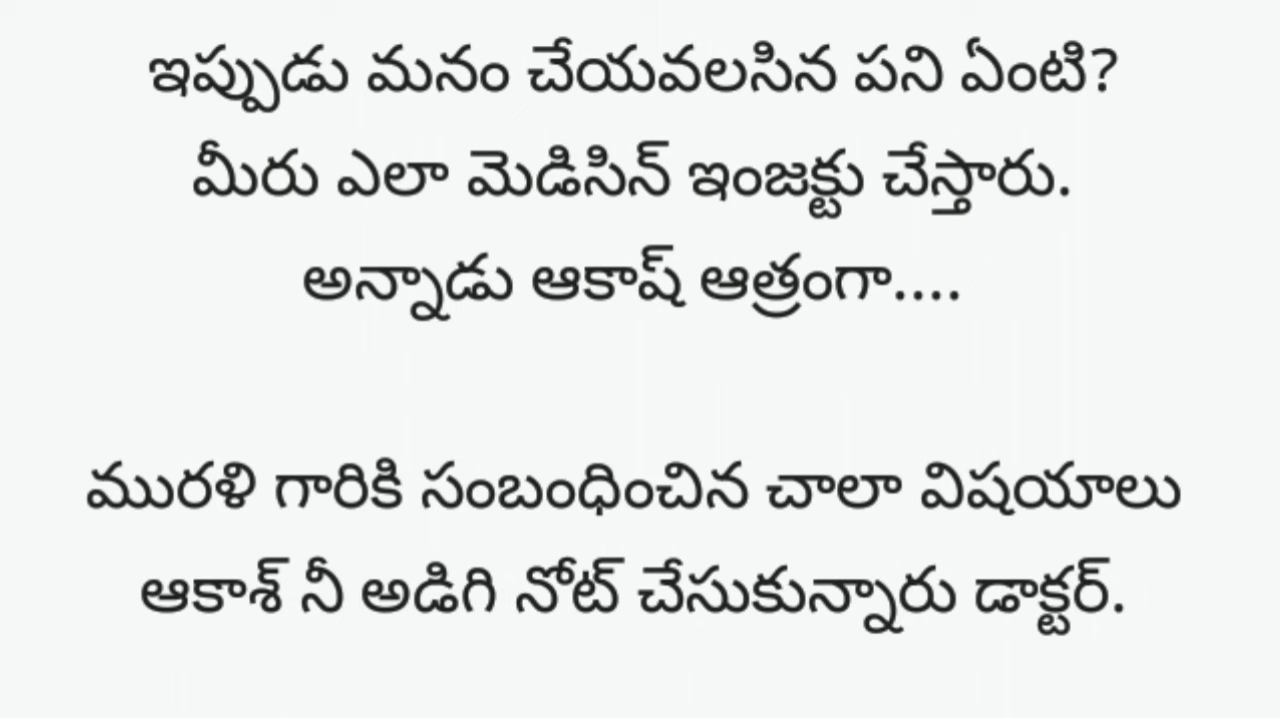 ఇప్పుడు మనం చేయవలసిన పని ఏంటి?
మీరు ఎలా మెడిసిన్ ఇంజక్టు చేస్తారు.
అన్నాడు ఆకాష్ ఆత్రంగా....
మురళి గారికి సంబంధించిన చాలా విషయాలు
ఆకాశ్ నీ అడిగి నోట్ చేసుకున్నారు డాక్టర్.